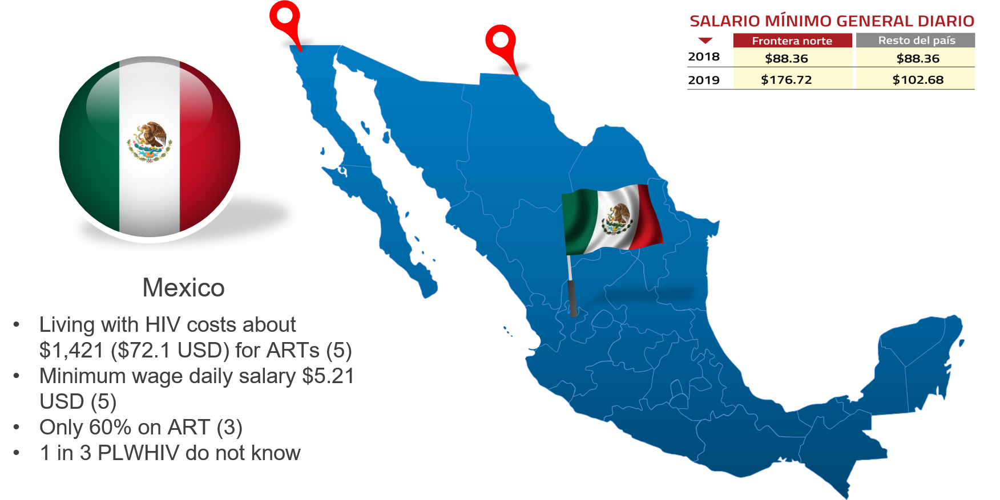 SALARIO MÍNIMO GENERAL DIARIO
Frontera norte Resto del país
2018 $88.36 $88.36
2019 $176.72 $102.68
Mexico
• Living with HIV costs about
$1,421 ($72.1 USD) for ARTs (5)
• Minimum wage daily salary $5.21
USD (5)
• Only 60% on ART (3)
• 1 in 3 PLWHIV do not know